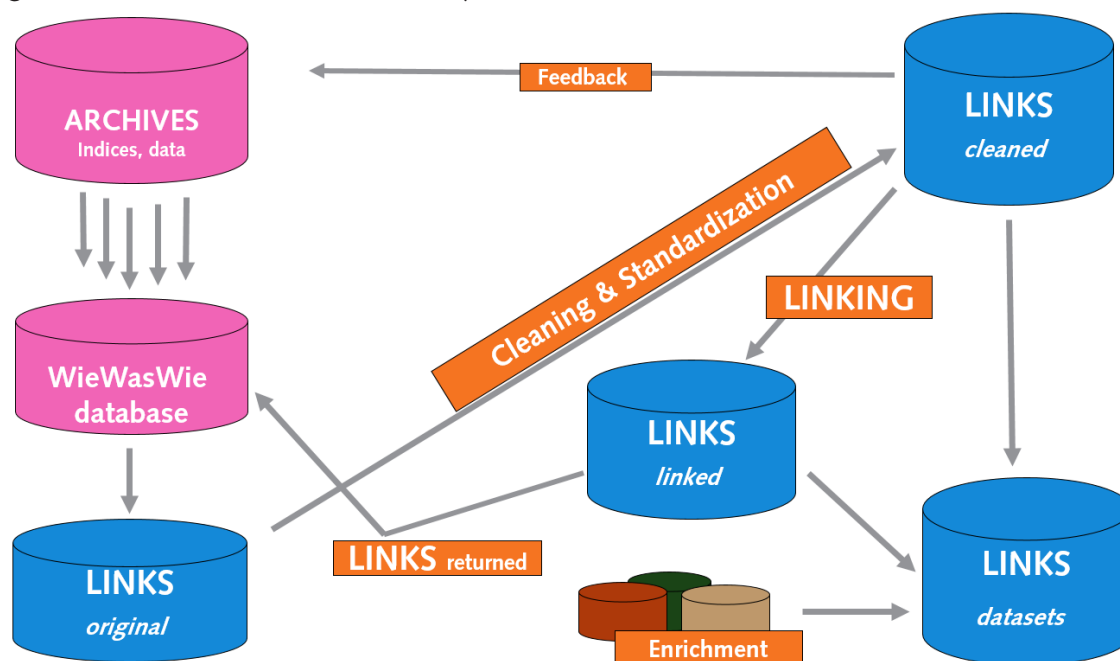 Feedback
ARCHIVES
Indices, data
LINKS
cleaned
Cleaning & Standardization
LINKING
WieWasWie
database
LINKS
linked
LINKS returned
LINKS
original
LINKS
datasets
Enrichment